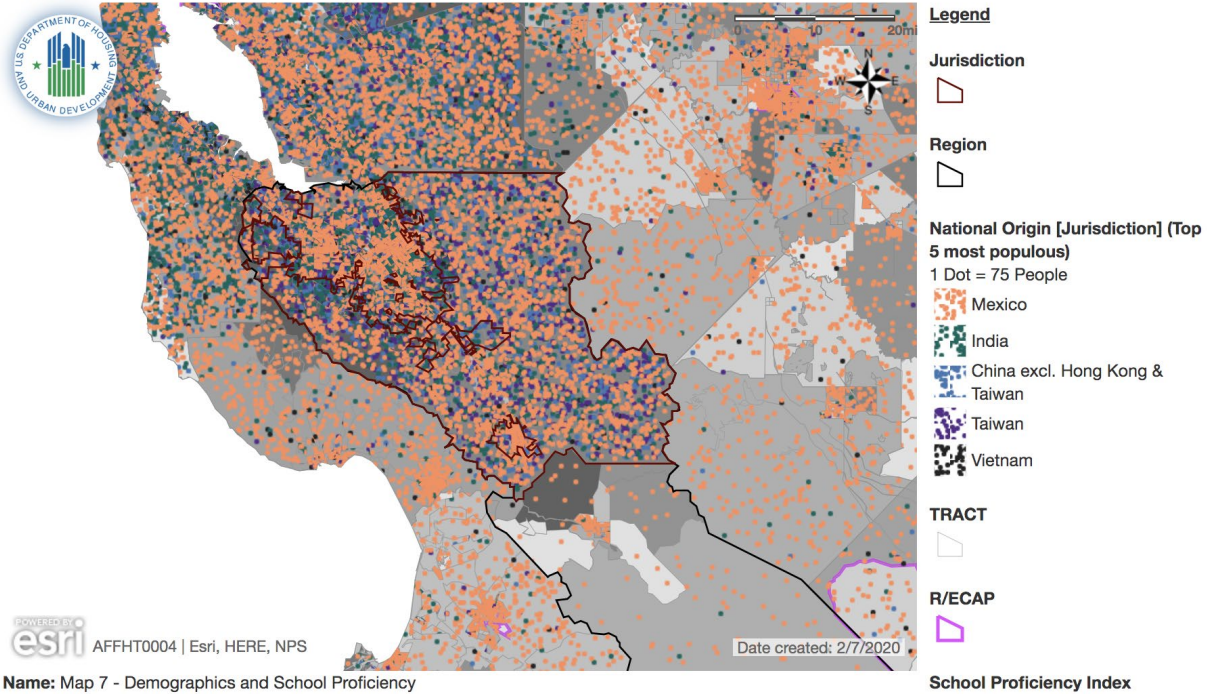 U.S. DEPARTMENT OF HOUSING
AND URBAN DEVELOPMENT
0
10
20mi
N
W
E
S
POWERED BY
esri
AFFHT0004 | Esri, HERE, NPS
Date created: 2/7/2020
Name: Map 7 - Demographics and School Proficiency
Legend
Jurisdiction
Region
National Origin [Jurisdiction] (Top
5 most populous)
1 Dot = 75 People
Mexico
India
China excl. Hong Kong &
Taiwan
Taiwan
Vietnam
TRACT
R/ECAP
School Proficiency Index